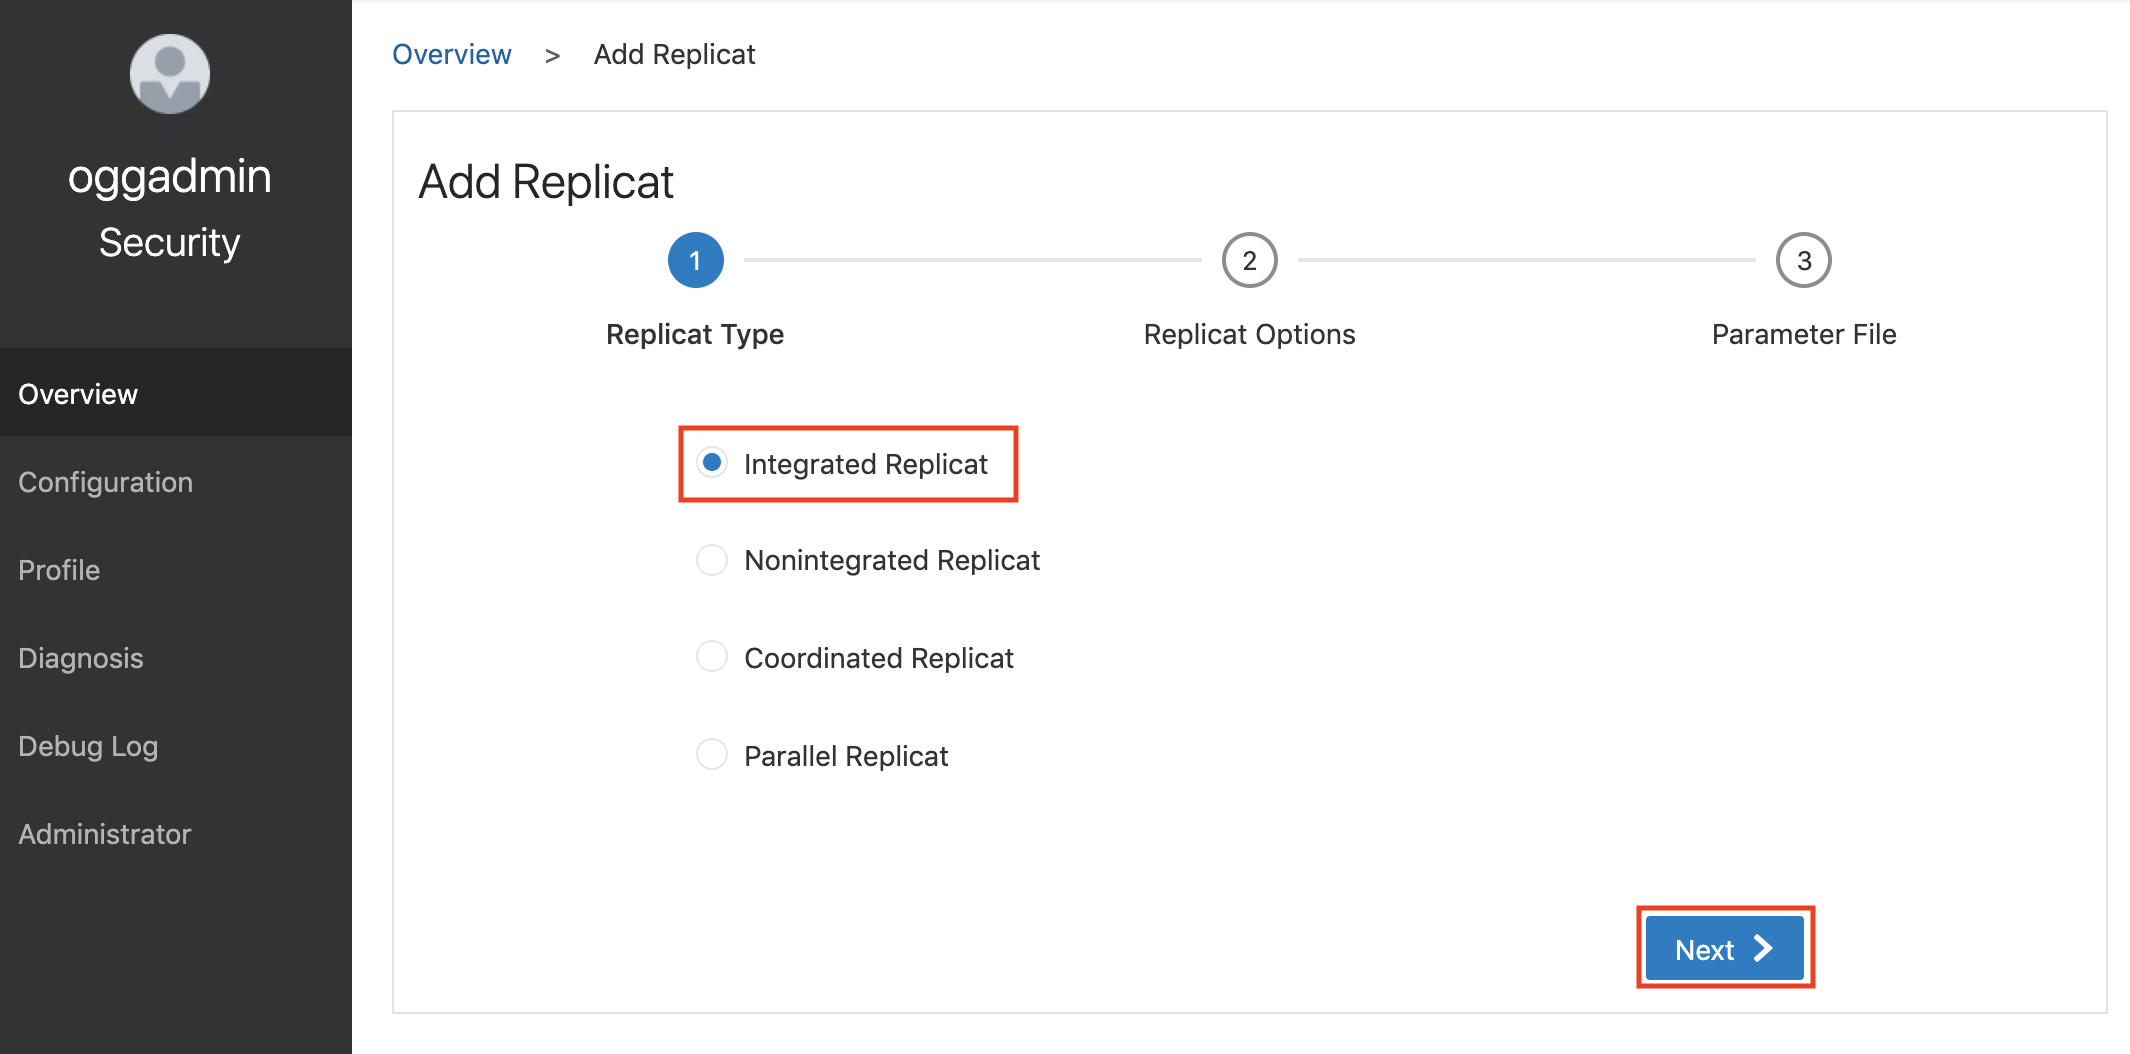 oggadmin
Security
Overview
Configuration
Profile
Diagnosis
Debug Log
Administrator
Overview > Add Replicat
Add Replicat
1 2 3
Replicat Type Replicat Options Parameter File
Integrated Replicat
Nonintegrated Replicat
Coordinated Replicat
Parallel Replicat
Next